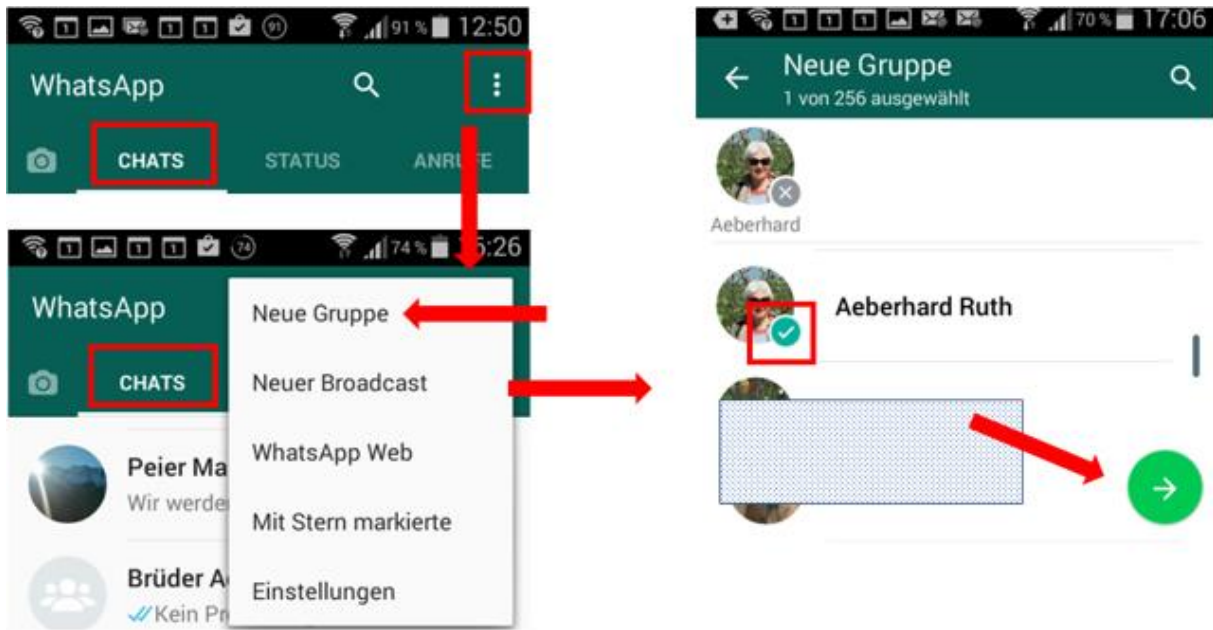 91 % 12:50
WhatsApp
CHATS STATUS ANRUFE
74 % :26
WhatsApp
CHATS
Neue Gruppe
Neuer Broadcast
WhatsApp Web
Mit Stern markierte
Einstellungen
Peier Ma
Wir werde
Brüder A
Kein Pr
70 % 17:06
Neue Gruppe
1 von 256 ausgewählt
Aeberhard
Aeberhard Ruth